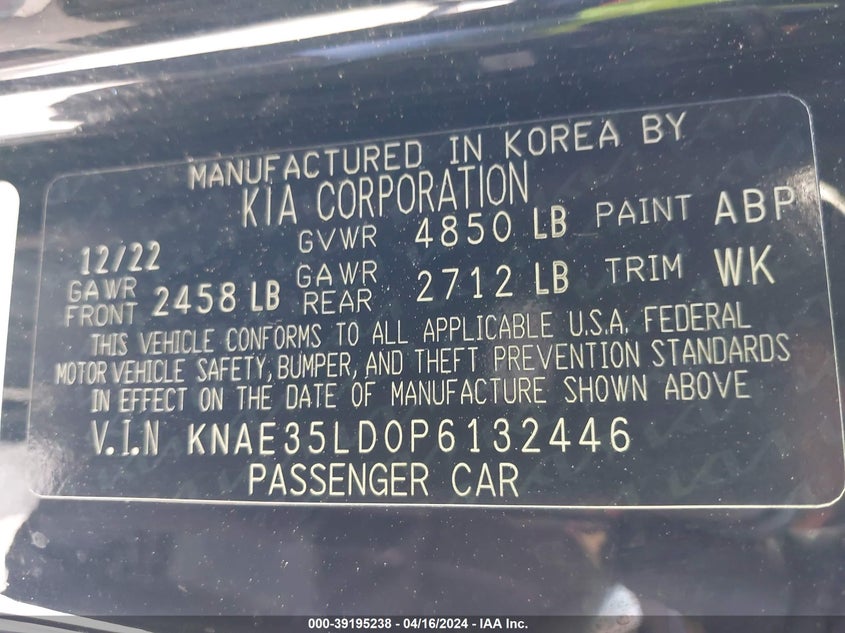 MANUFACTURED IN KOREA BY
KIA CORPORATION
12/22 GVWR 4850 LB PAINT ABP
GAWR FRONT 2458 LB GAWR REAR 2712 LB TRIM WK
THIS VEHICLE CONFORMS TO ALL APPLICABLE U.S.A. FEDERAL
MOTOR VEHICLE SAFETY, BUMPER, AND THEFT PREVENTION STANDARDS
IN EFFECT ON THE DATE OF MANUFACTURE SHOWN ABOVE
V.I.N KNAE35LD0P6132446
PASSENGER CAR
000-39195238 - 04/16/2024 - IAA Inc.